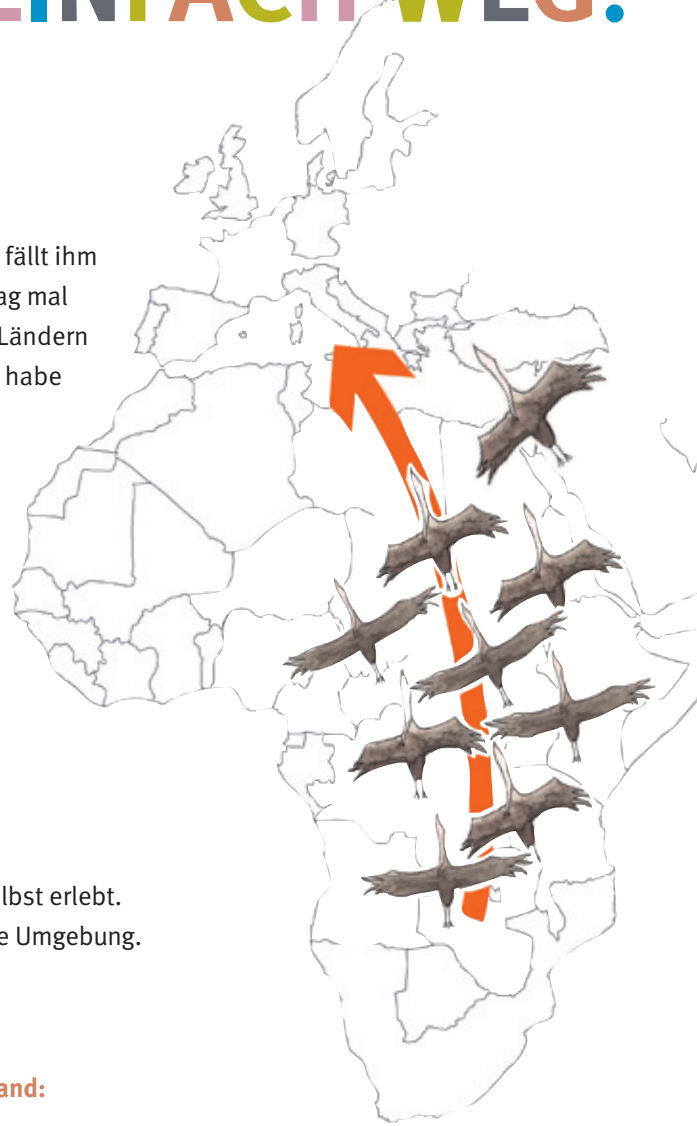 EINFACH WEG!
fällt ihm
ag mal
Ländern
habe
lbst erlebt.
e Umgebung.
and: